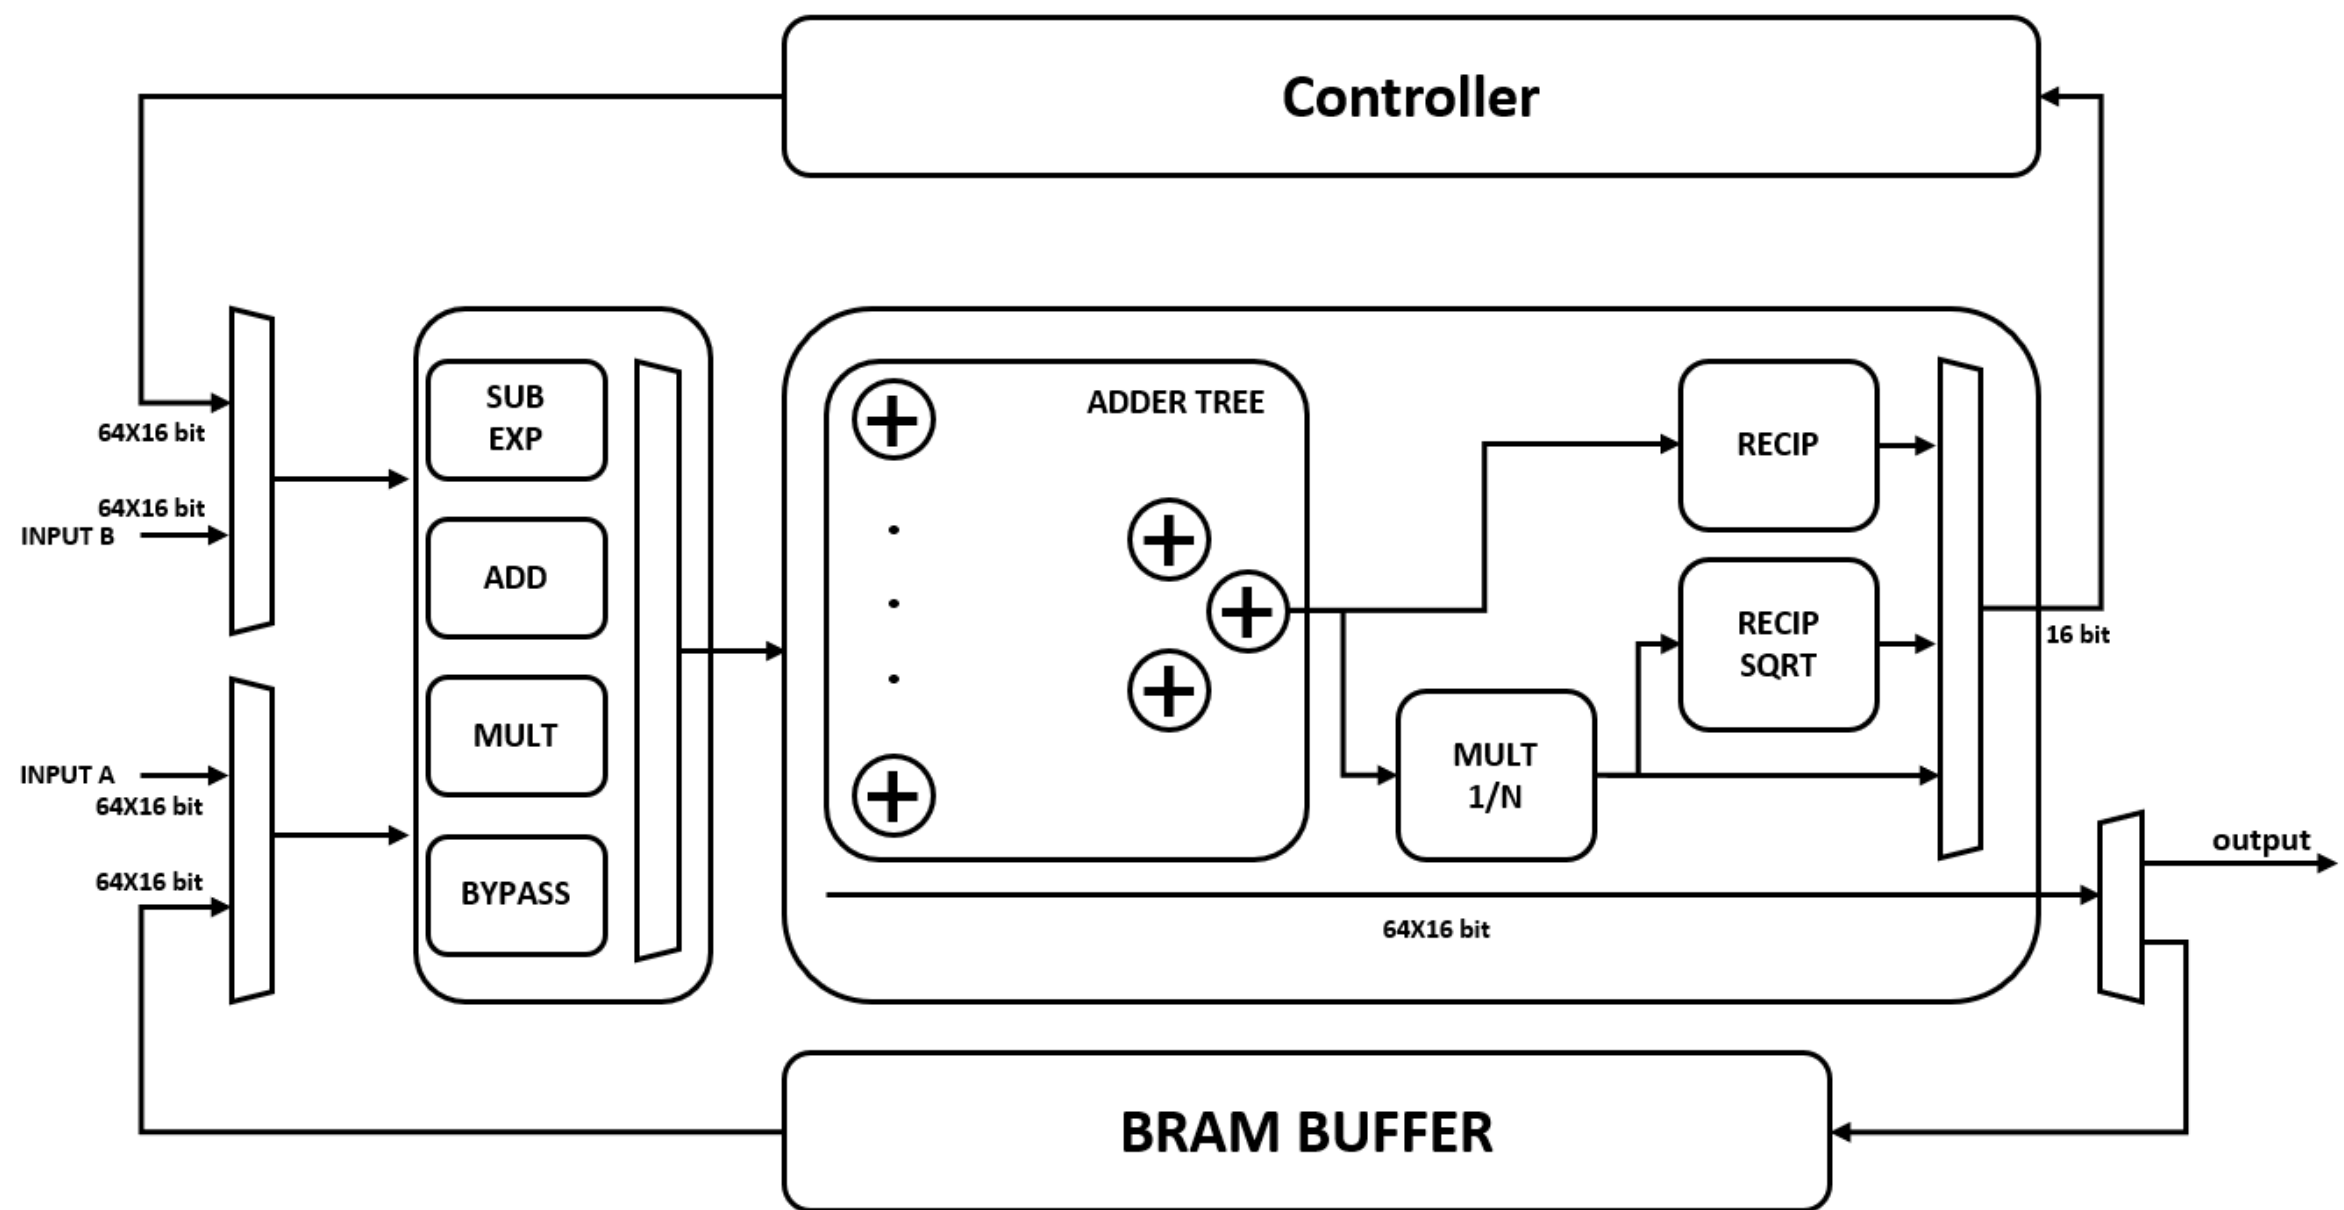 Controller
64X16 bit
64X16 bit
INPUT B
INPUT A
64X16 bit
64X16 bit
SUB
EXP
ADD
MULT
BYPASS
ADDER TREE
RECIP
RECIP
SQRT
MULT
1/N
16 bit
output
64X16 bit
BRAM BUFFER